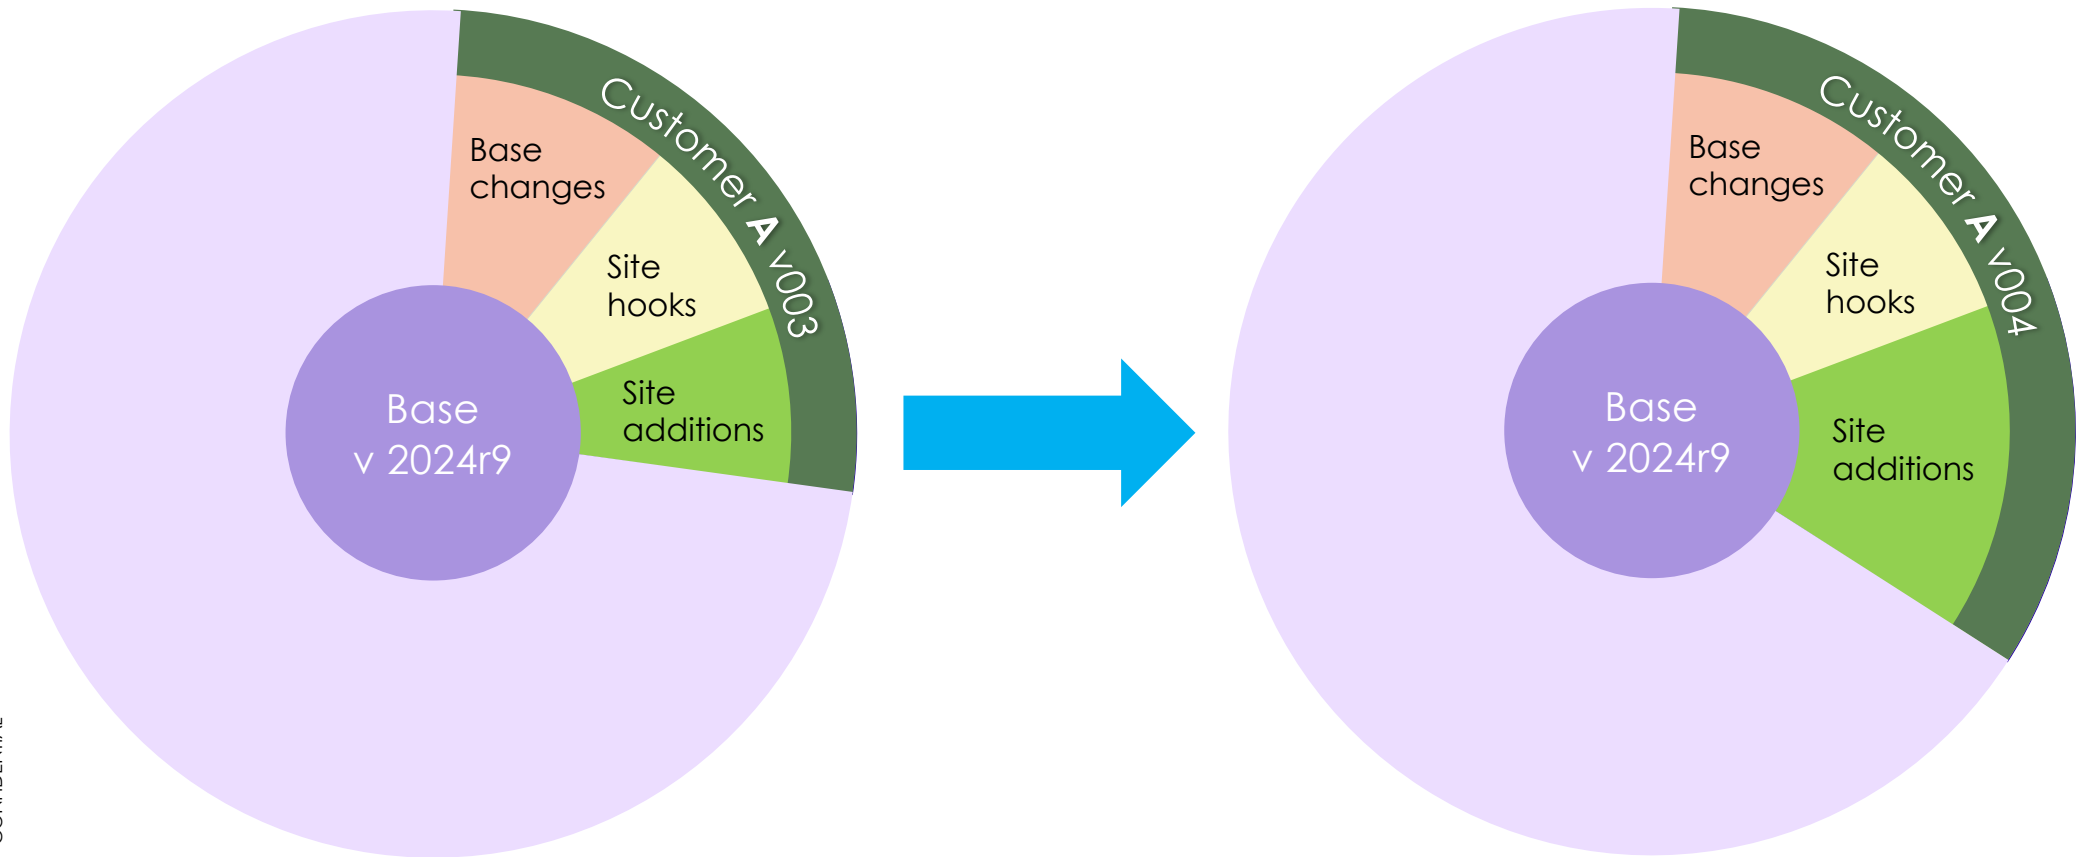 Customer A v003
Base
changes
Site
hooks
Site
additions
Base
v 2024r9
Customer A v004
Base
changes
Site
hooks
Site
additions
Base
v 2024r9